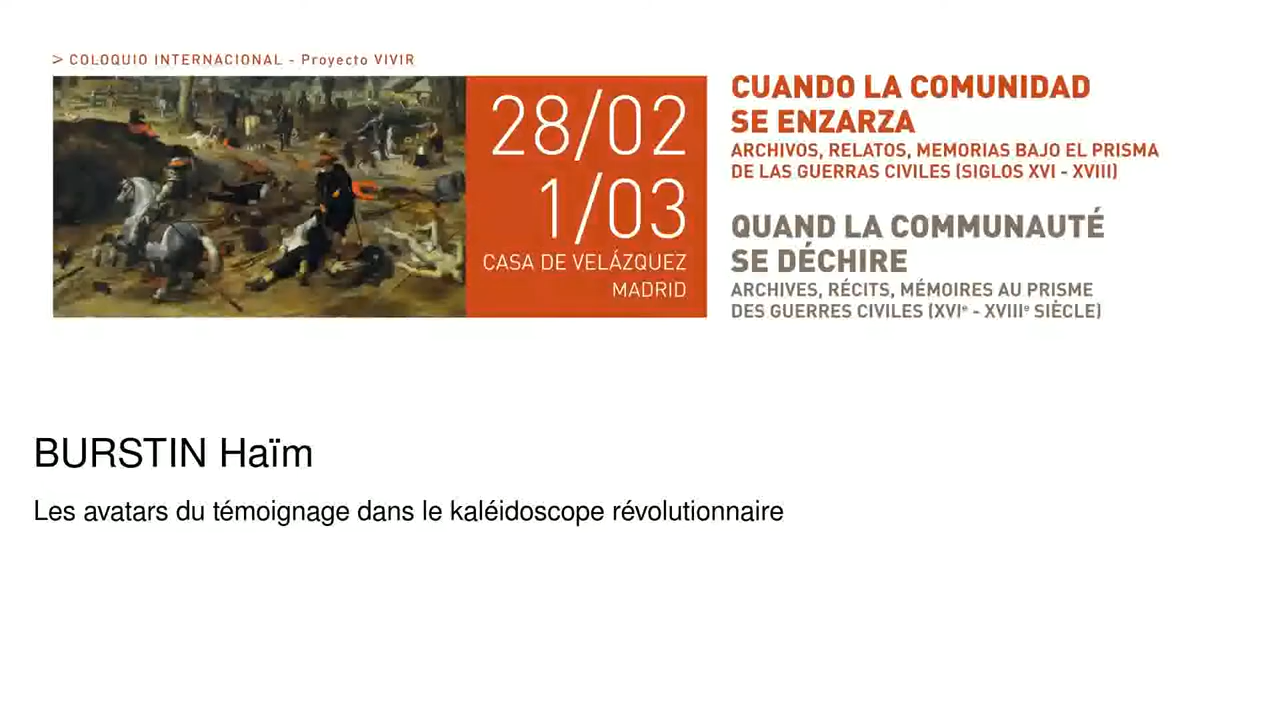 > COLOQUIO INTERNACIONAL - Proyecto VIVIR
28/02
1/03
CASA DE VELÁZQUEZ
MADRID
CUANDO LA COMUNIDAD
SE ENZARZA
ARCHIVOS, RELATOS, MEMORIAS BAJO EL PRISMA
DE LAS GUERRAS CIVILES (SIGLOS XVI - XVIII)
QUAND LA COMMUNAUTÉ
SE DÉCHIRE
ARCHIVES, RÉCITS, MÉMOIRES AU PRISME
DES GUERRES CIVILES (XVIe - XVIIIe SIÈCLE)
BURSTIN Haïm
Les avatars du témoignage dans le kaléidoscope révolutionnaire